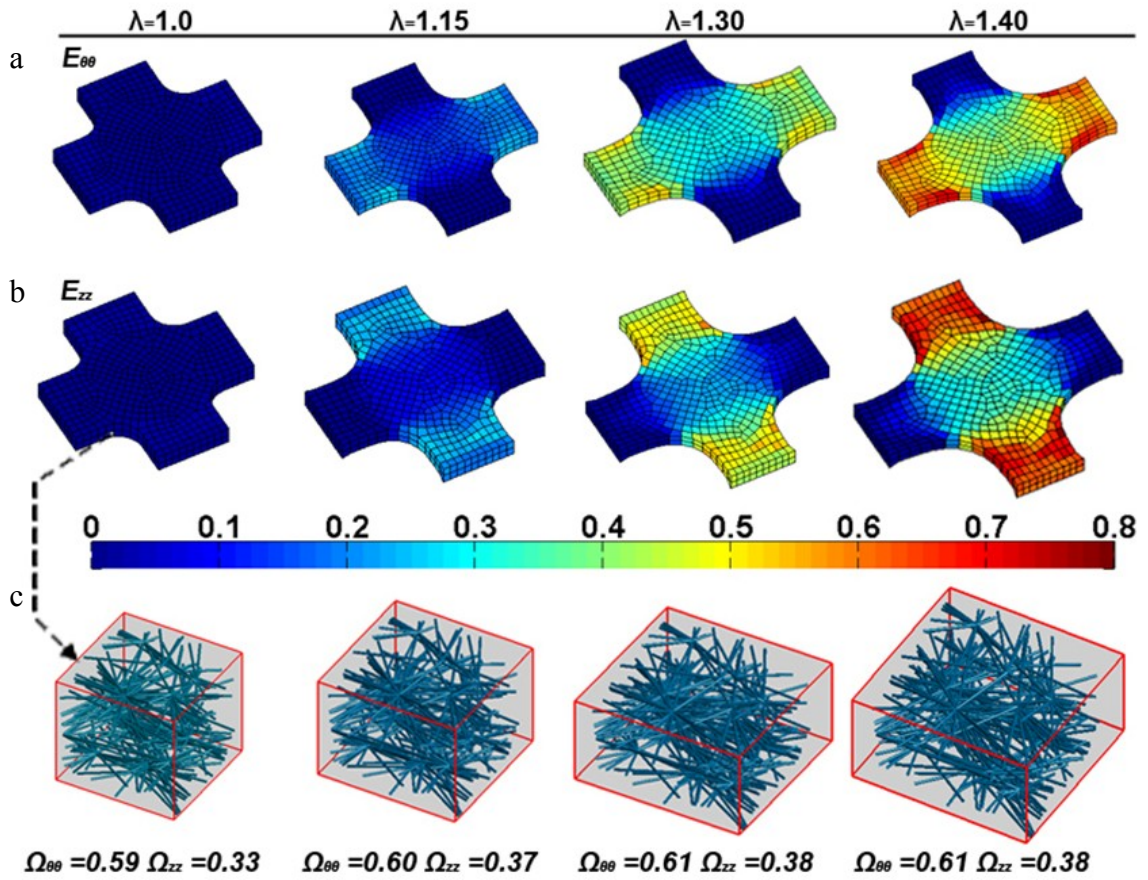 λ=1.0 λ=1.15 λ=1.30 λ=1.40
a Eθθ
b Ezz
0 0.1 0.2 0.3 0.4 0.5 0.6 0.7 0.8
c
Ωθθ =0.59 Ωzz =0.33 Ωθθ =0.60 Ωzz =0.37 Ωθθ =0.61 Ωzz =0.38 Ωθθ =0.61 Ωzz =0.38